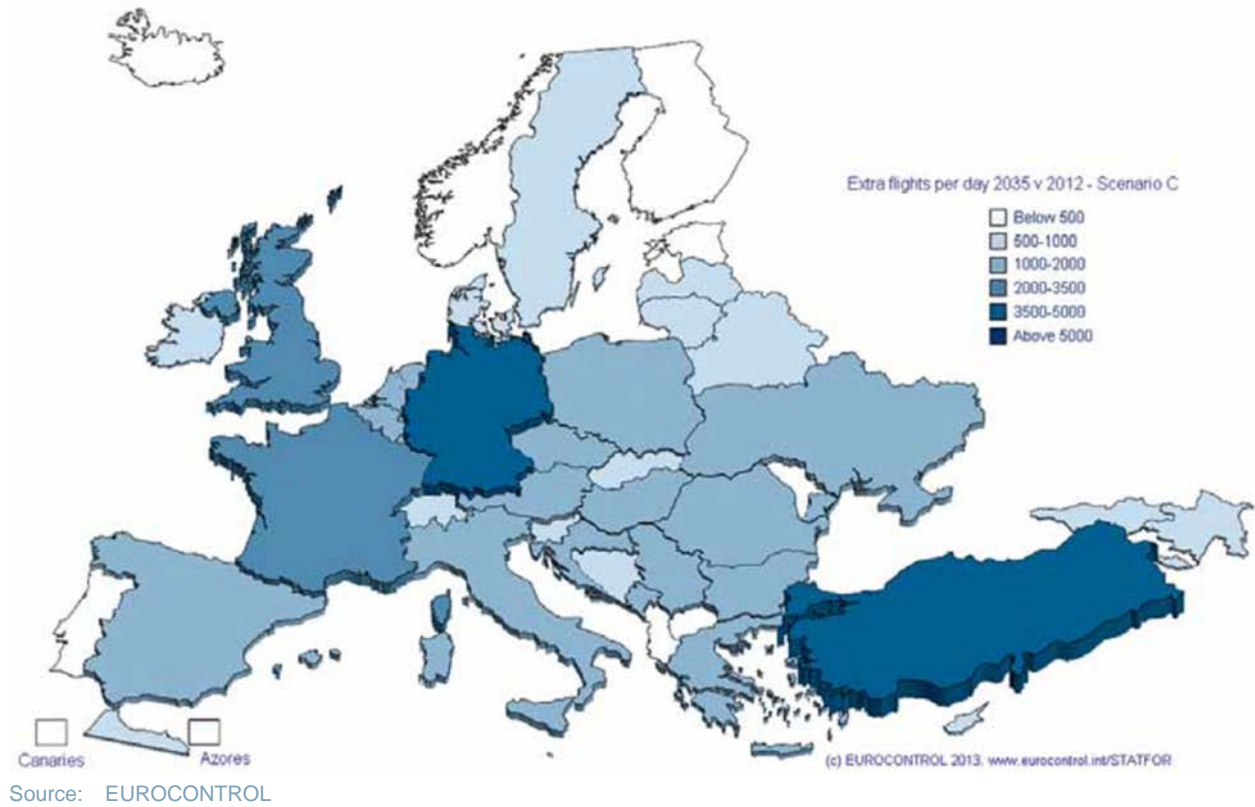 Extra flights per day 2035 v 2012 - Scenario C
Below 500
500-1000
1000-2000
2000-3500
3500-5000
Above 5000
Canaries
Azores
(c) EUROCONTROL 2013. www.eurocontrol.int/STATFOR
Source: EUROCONTROL